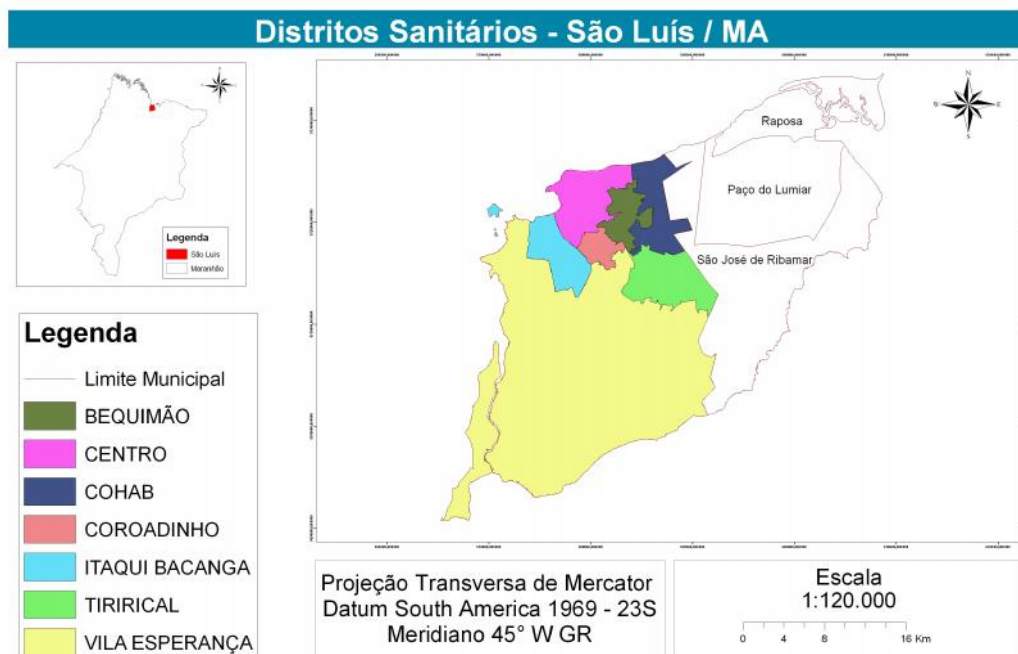 Distritos Sanitários - São Luís / MA
N
Legenda
São Luís
Maranhão
Raposa
N
W E
S
Paço do Lumiar
São José de Ribamar
Legenda
Limite Municipal
BEQUIMÃO
CENTRO
COHAB
COROADINHO
ITAQUI BACANGA
TIRIRICAL
VILA ESPERANÇA
Projeção Transversa de Mercator
Datum South America 1969 - 23S
Meridiano 45° W GR
Escala
1:120.000
0 4 8 16 Km